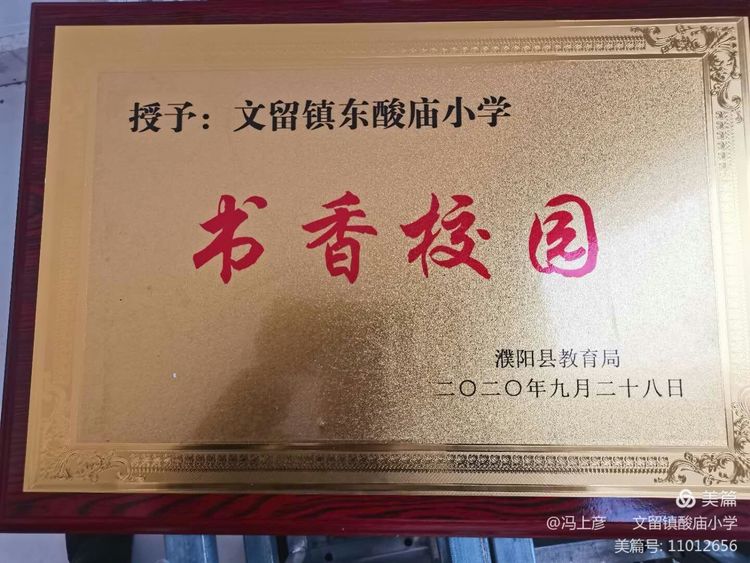 授予：文留镇东酸庙小学
书香校园
濮阳县教育局
二〇二〇年九月二十八日
美篇
@冯上彦 文留镇酸庙小学
美篇号: 11012656